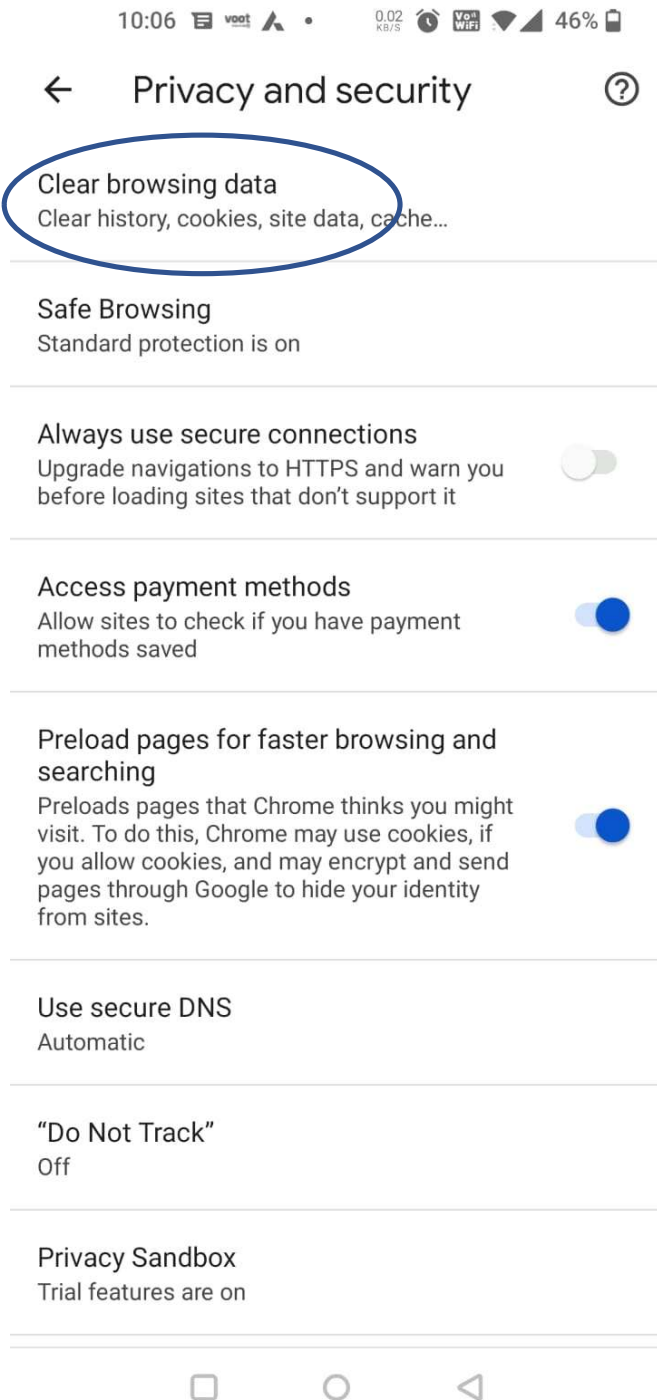 10:06 voot 0.02 KB/S Vo)) WiFi 46%
Privacy and security
Clear browsing data
Clear history, cookies, site data, cache…
Safe Browsing
Standard protection is on
Always use secure connections
Upgrade navigations to HTTPS and warn you
before loading sites that don’t support it
Access payment methods
Allow sites to check if you have payment
methods saved
Preload pages for faster browsing and
searching
Preloads pages that Chrome thinks you might
visit. To do this, Chrome may use cookies, if
you allow cookies, and may encrypt and send
pages through Google to hide your identity
from sites.
Use secure DNS
Automatic
“Do Not Track”
Off
Privacy Sandbox
Trial features are on